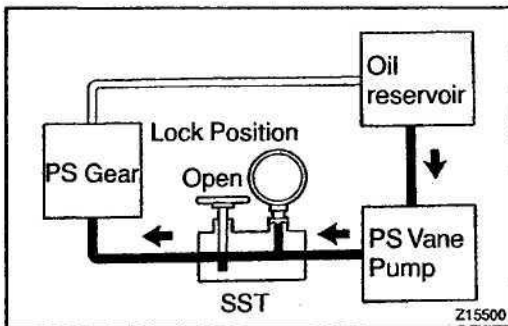 Oil
reservoir
Lock Position
PS Gear
Open
PS Vane
Pump
SST
Z15500